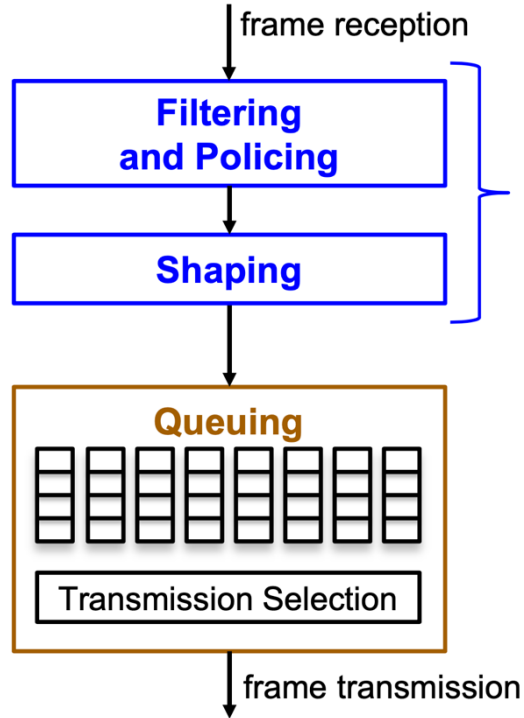 frame reception
Filtering
and Policing
Shaping
Queuing
Transmission Selection
frame transmission